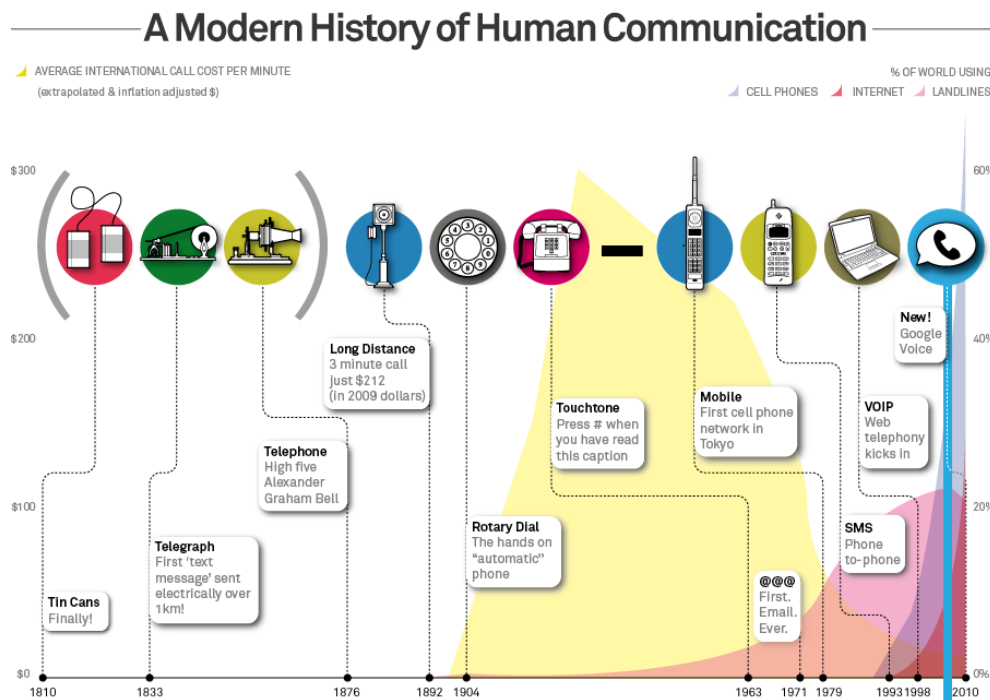 A Modern History of Human Communication
AVERAGE INTERNATIONAL CALL COST PER MINUTE
(extrapolated & inflation adjusted $)
% OF WORLD USING
CELL PHONES
INTERNET
LANDLINES
$300
60%
$200
40%
$100
20%
$0
0%
New!
Google
Voice
Long Distance
3 minute call
just $212
(in 2009 dollars)
Mobile
First cell phone
network in
Tokyo
Touchtone
Press # when
you have read
this caption
VOIP
Web
telephony
kicks in
Telephone
High five
Alexander
Graham Bell
Rotary Dial
The hands on
“automatic”
phone
SMS
Phone
to-phone
Telegraph
First ‘text
message’ sent
electrically over
1km!
@@@
First.
Email.
Ever.
Tin Cans
Finally!
1810
1833
1876
1892
1904
1963
1971
1979
1993
1998
2010